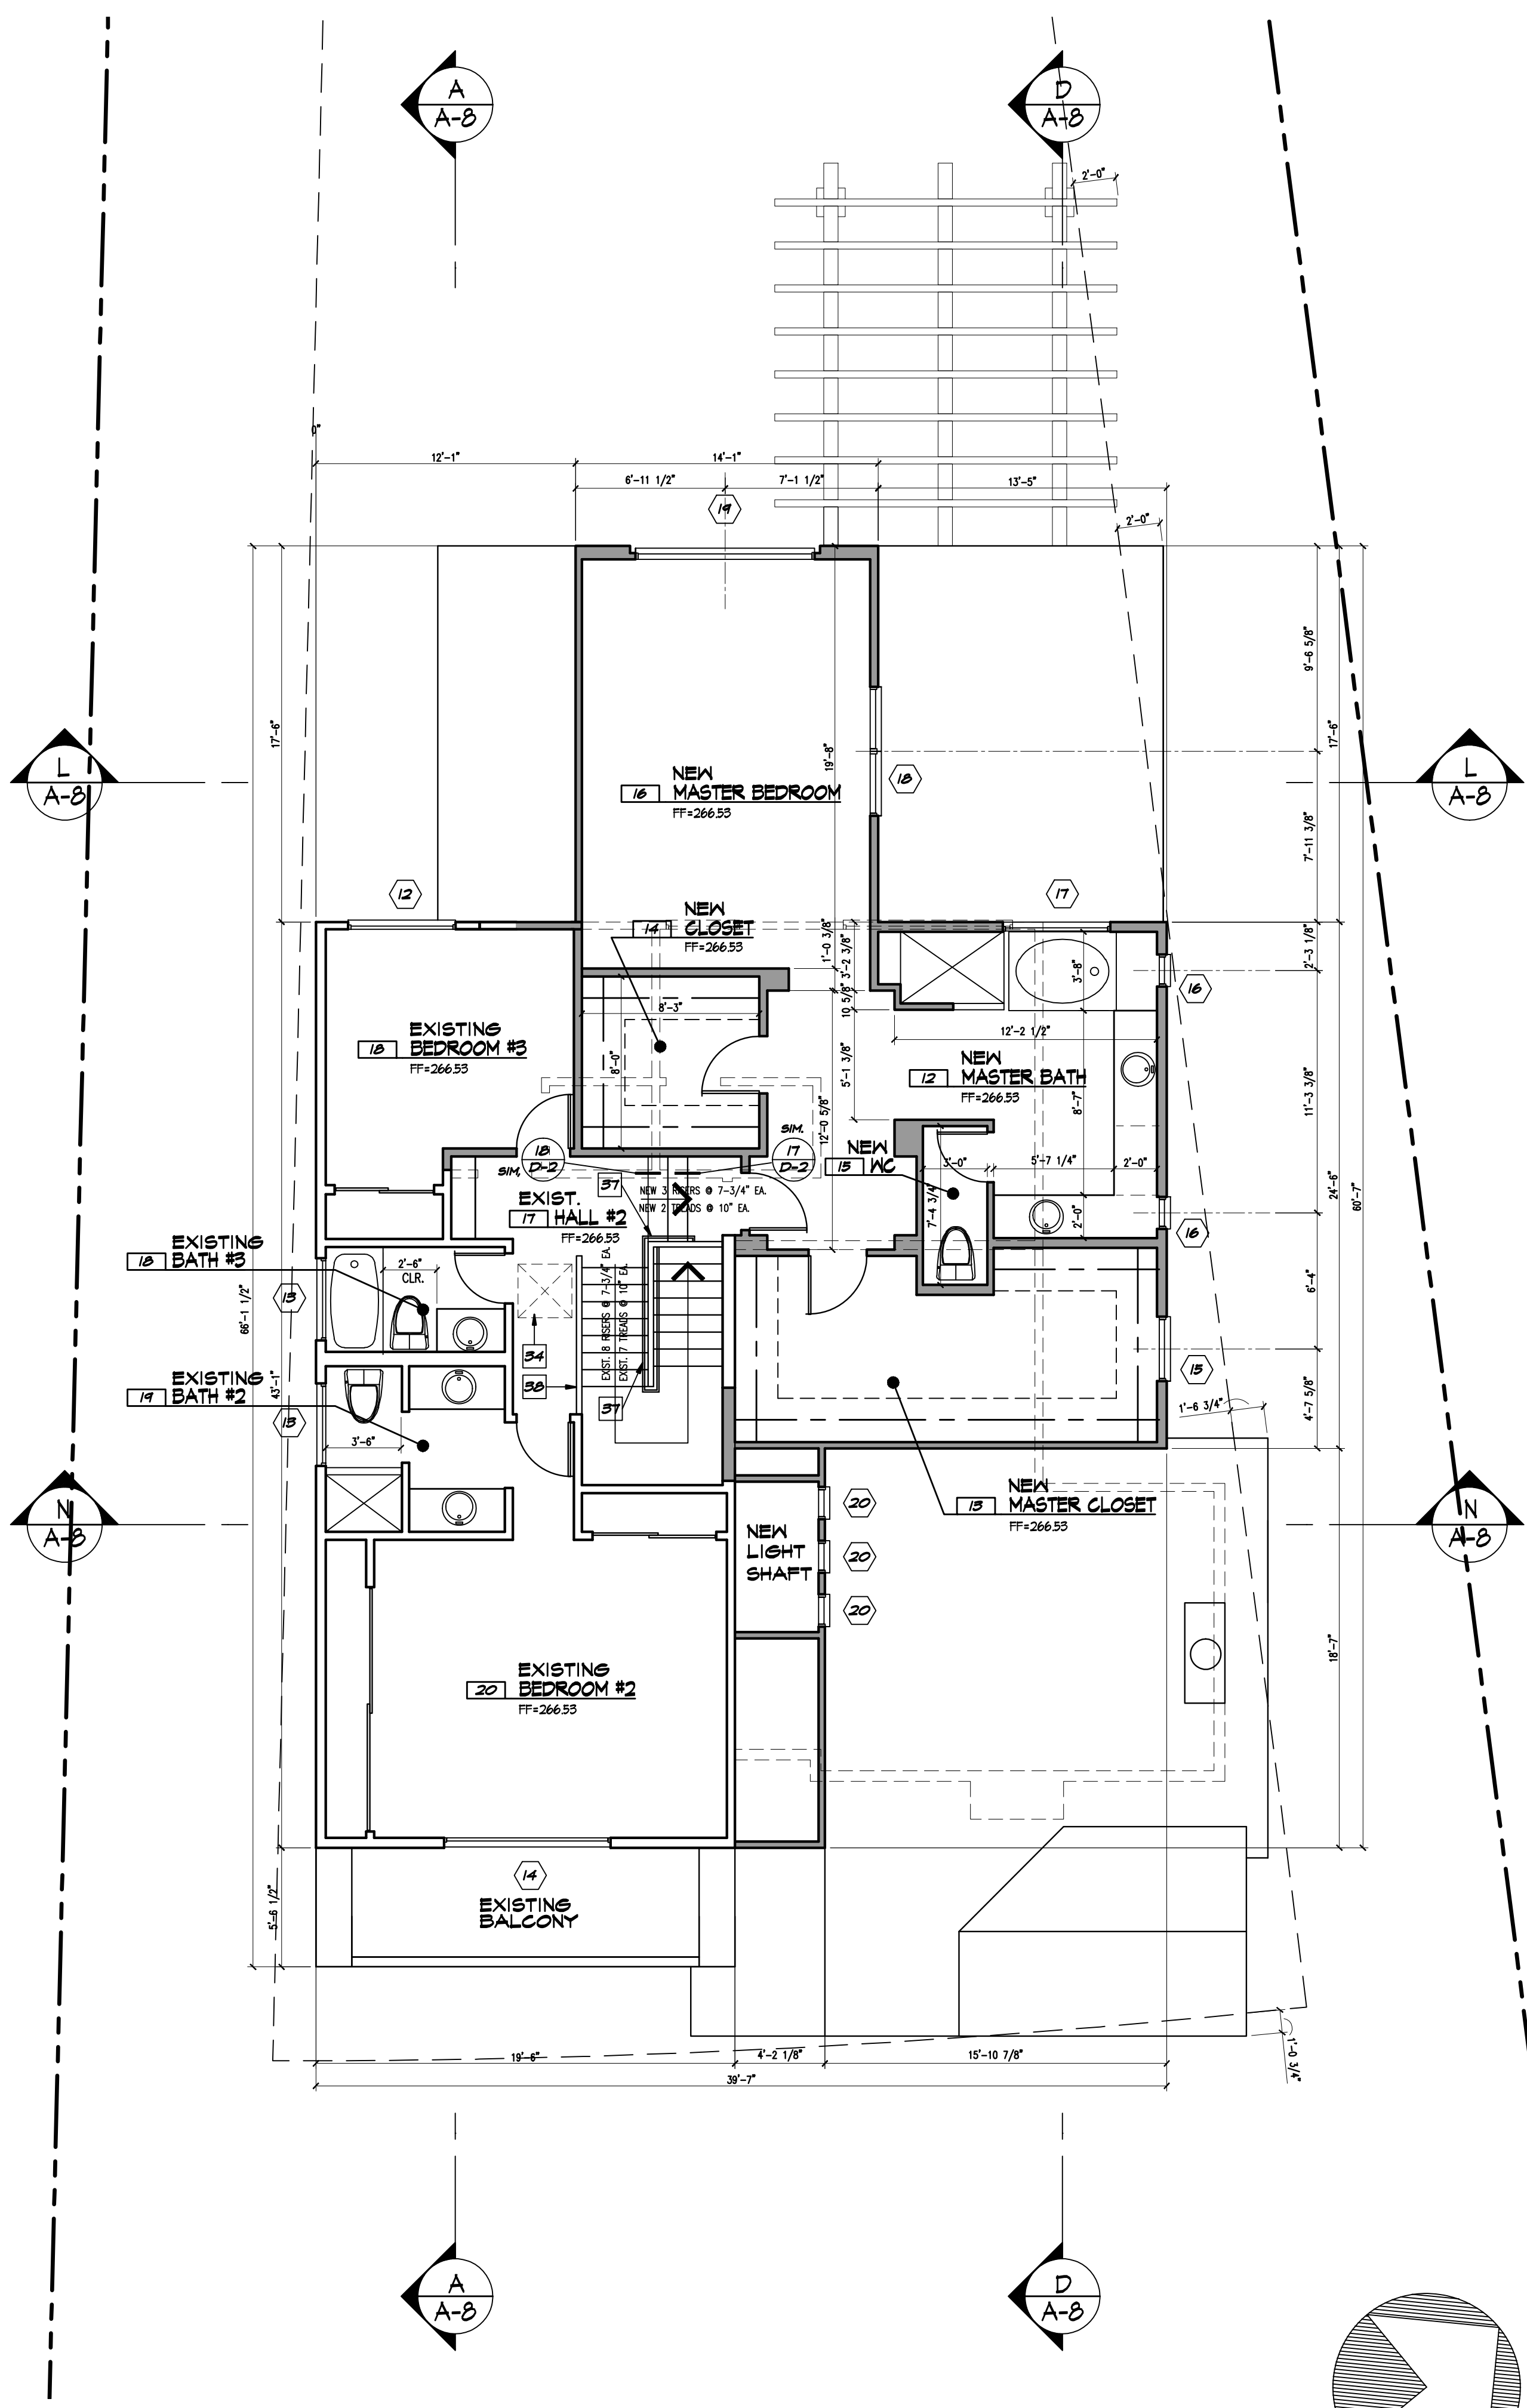 A
A-8
D
A-8
2'-0"
0"
12'-1"
14'-1"
6'-11 1/2"
7'-1 1/2"
13'-5"
19
2'-0"
9'-6 5/8"
17'-6"
17'-6"
19'-8"
L
A-8
NEW
16 MASTER BEDROOM
FF=266.53
18
L
A-8
7'-11 3/8"
12
17
NEW
14 CLOSET
FF=266.53
1'-0 3/8"
3'-2 3/8"
2'-3 1/8"
3'-8"
16
8'-3"
10 5/8"
EXISTING
18 BEDROOM #3
FF=266.53
8'-0"
12'-2 1/2"
NEW
12 MASTER BATH
FF=266.53
5'-1 3/8"
8'-7"
11'-3 3/8"
12'-0 5/8"
SIM.
17
D-2
18
D-2
SIM.
NEW
15 WC
3'-0"
5'-7 1/4"
2'-0"
7'-4 3/4"
2'-0"
24'-6"
60'-7"
37
NEW 3 RISERS @ 7-3/4" EA.
NEW 2 TREADS @ 10" EA.
EXIST.
17 HALL #2
FF=266.53
16
EXISTING
18 BATH #3
2'-6"
CLR.
13
EXIST. 8 RISERS @ 7-3/4" EA.
EXIST. 7 TREADS @ 10" EA.
6'-4"
66'-1 1/2"
34
38
37
15
EXISTING
19 BATH #2
43'-1"
13
3'-6"
1'-6 3/4"
4'-7 5/8"
N
A-8
NEW
13 MASTER CLOSET
FF=266.53
N
A-8
20
20
20
NEW
LIGHT
SHAFT
EXISTING
20 BEDROOM #2
FF=266.53
18'-7"
14
EXISTING
BALCONY
5'-6 1/2"
19'-6"
4'-2 1/8"
15'-10 7/8"
1'-0 3/4"
39'-7"
A
A-8
D
A-8